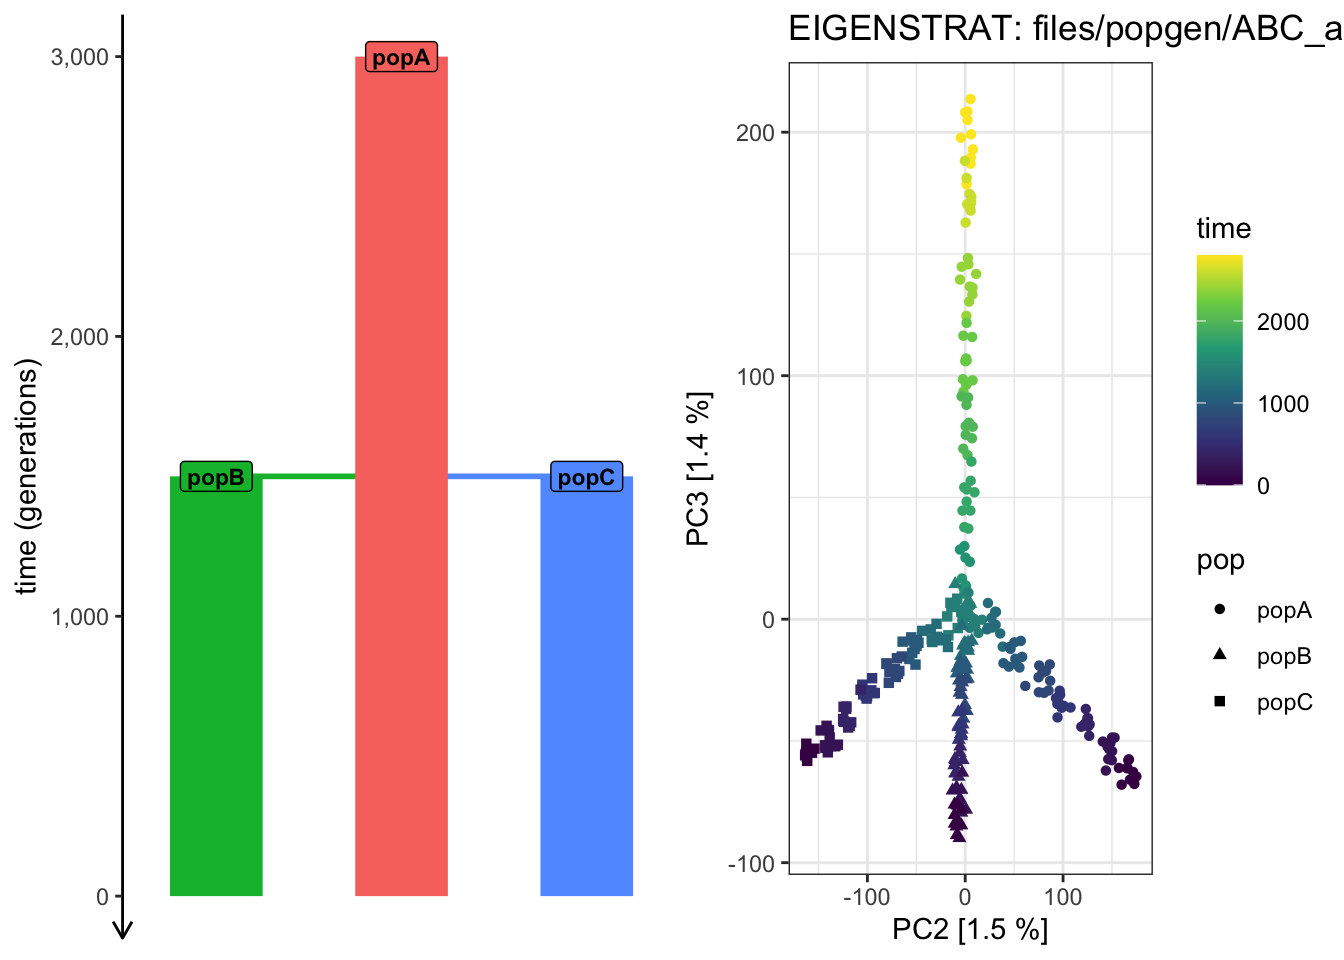 time (generations)
3,000
2,000
1,000
0
popA
popB
popC
EIGENSTRAT: files/popgen/ABC_a
PC3 [1.4 %]
200
100
0
-100
-100
0
100
PC2 [1.5 %]
time
2000
1000
0
pop
popA
popB
popC